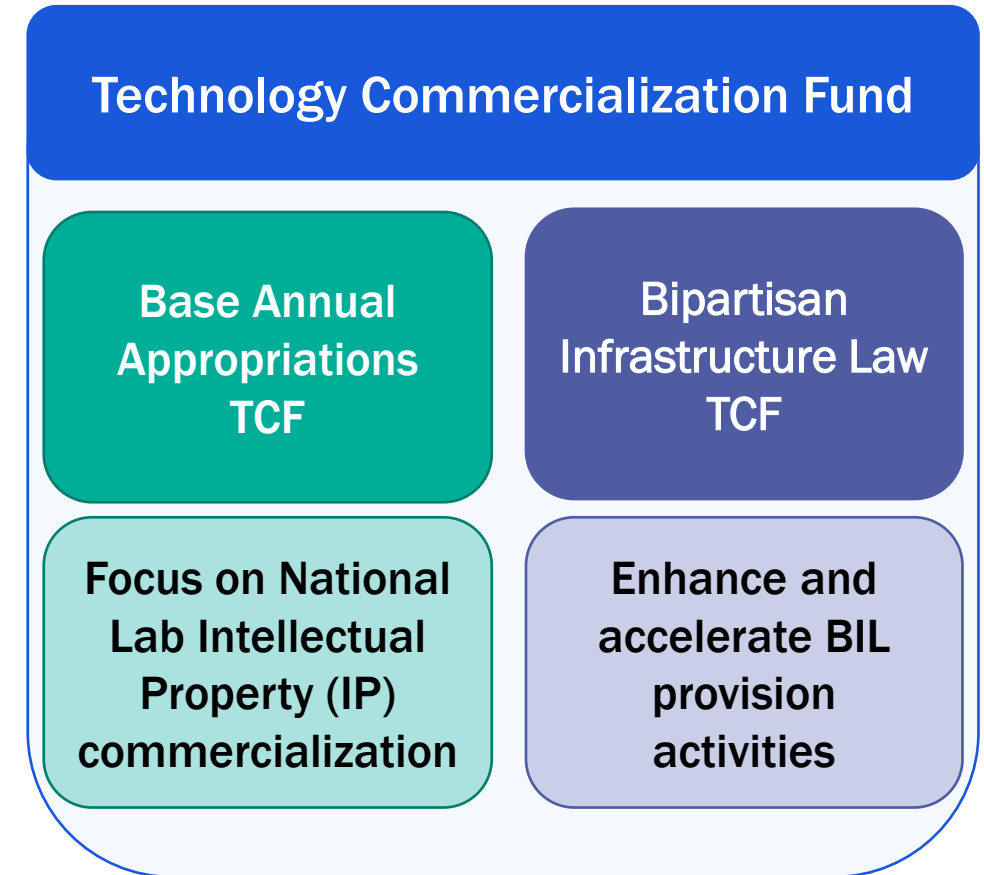 Technology Commercialization Fund
Base Annual
Appropriations
TCF
Bipartisan
Infrastructure Law
TCF
Focus on National
Lab Intellectual
Property (IP)
commercialization
Enhance and
accelerate BIL
provision
activities